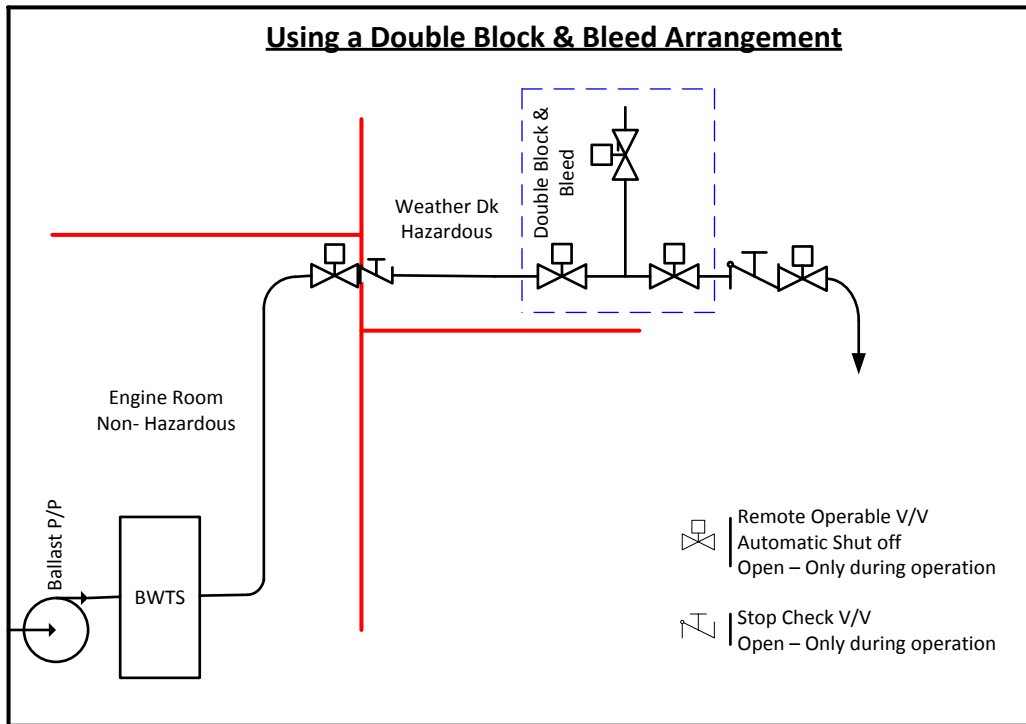 Using a Double Block & Bleed Arrangement
Double Block &
Bleed
Weather Dk
Hazardous
Engine Room
Non- Hazardous
Ballast P/P
BWTS
Remote Operable V/V
Automatic Shut off
Open – Only during operation
Stop Check V/V
Open – Only during operation